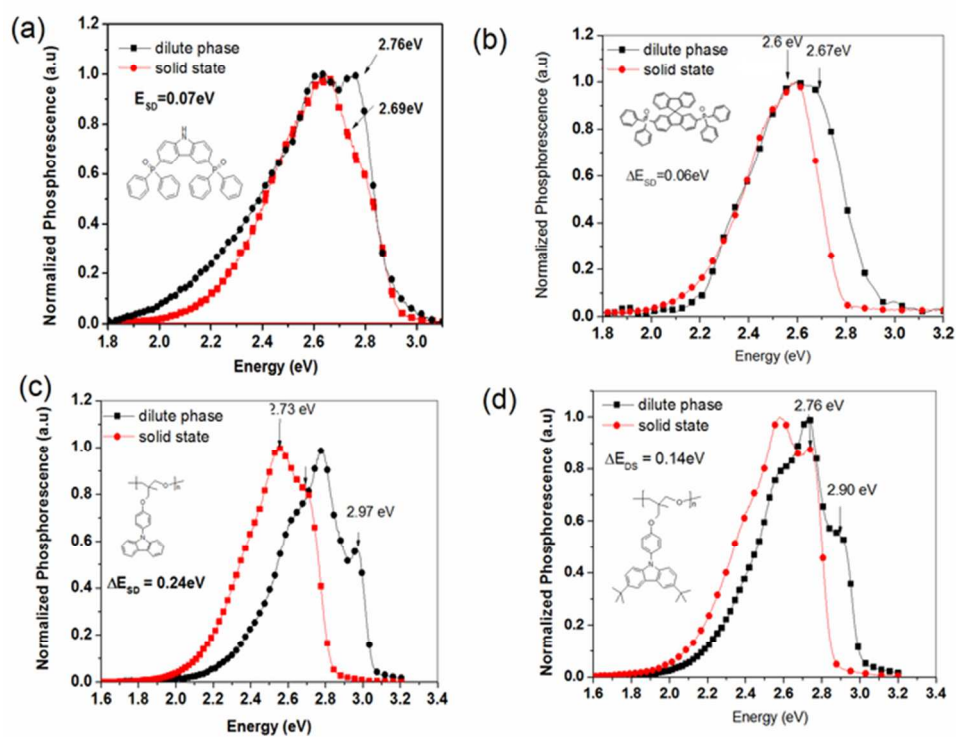 (a)
1.2
1.0
0.8
0.6
0.4
0.2
0.0
Normalized Phosphorescence (a.u)
dilute phase
solid state
E_SD=0.07eV
2.76eV
2.69eV
H
N
O
P
O
P
1.8 2.0 2.2 2.4 2.6 2.8 3.0
Energy (eV)
(b)
1.2
1.0
0.8
0.6
0.4
0.2
0.0
Normalized Phosphorescence (a.u)
dilute phase
solid state
2.6 eV
2.67eV
ΔE_SD=0.06eV
1.8 2.0 2.2 2.4 2.6 2.8 3.0 3.2
Energy (eV)
(c)
1.2
1.0
0.8
0.6
0.4
0.2
0.0
Normalized Phosphorescence (a.u)
dilute phase
solid state
2.73 eV
2.97 eV
O
n
O
N
ΔE_SD = 0.24eV
1.6 1.8 2.0 2.2 2.4 2.6 2.8 3.0 3.2 3.4
Energy (eV)
(d)
1.2
1.0
0.8
0.6
0.4
0.2
0.0
Normalized Phosphorescence (a.u)
dilute phase
solid state
2.76 eV
ΔE_DS = 0.14eV
2.90 eV
O
n
O
N
1.6 1.8 2.0 2.2 2.4 2.6 2.8 3.0 3.2 3.4
Energy (eV)